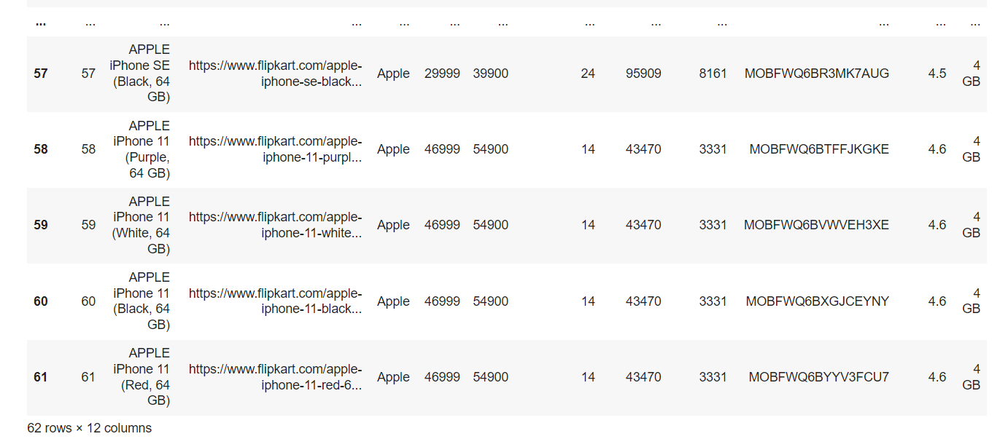 ... ... ... ... ... ... ... ... ... ... ... ... ...
57 57 APPLE iPhone SE (Black, 64 GB) https://www.flipkart.com/apple-iphone-se-black... Apple 29999 39900 24 95909 8161 MOBFWQ6BR3MK7AUG 4.5 4 GB
58 58 APPLE iPhone 11 (Purple, 64 GB) https://www.flipkart.com/apple-iphone-11-purpl... Apple 46999 54900 14 43470 3331 MOBFWQ6BTFFJKGKE 4.6 4 GB
59 59 APPLE iPhone 11 (White, 64 GB) https://www.flipkart.com/apple-iphone-11-white... Apple 46999 54900 14 43470 3331 MOBFWQ6BVWVEH3XE 4.6 4 GB
60 60 APPLE iPhone 11 (Black, 64 GB) https://www.flipkart.com/apple-iphone-11-black... Apple 46999 54900 14 43470 3331 MOBFWQ6BXGJCEYNY 4.6 4 GB
61 61 APPLE iPhone 11 (Red, 64 GB) https://www.flipkart.com/apple-iphone-11-red-6... Apple 46999 54900 14 43470 3331 MOBFWQ6BYYV3FCU7 4.6 4 GB
62 rows × 12 columns